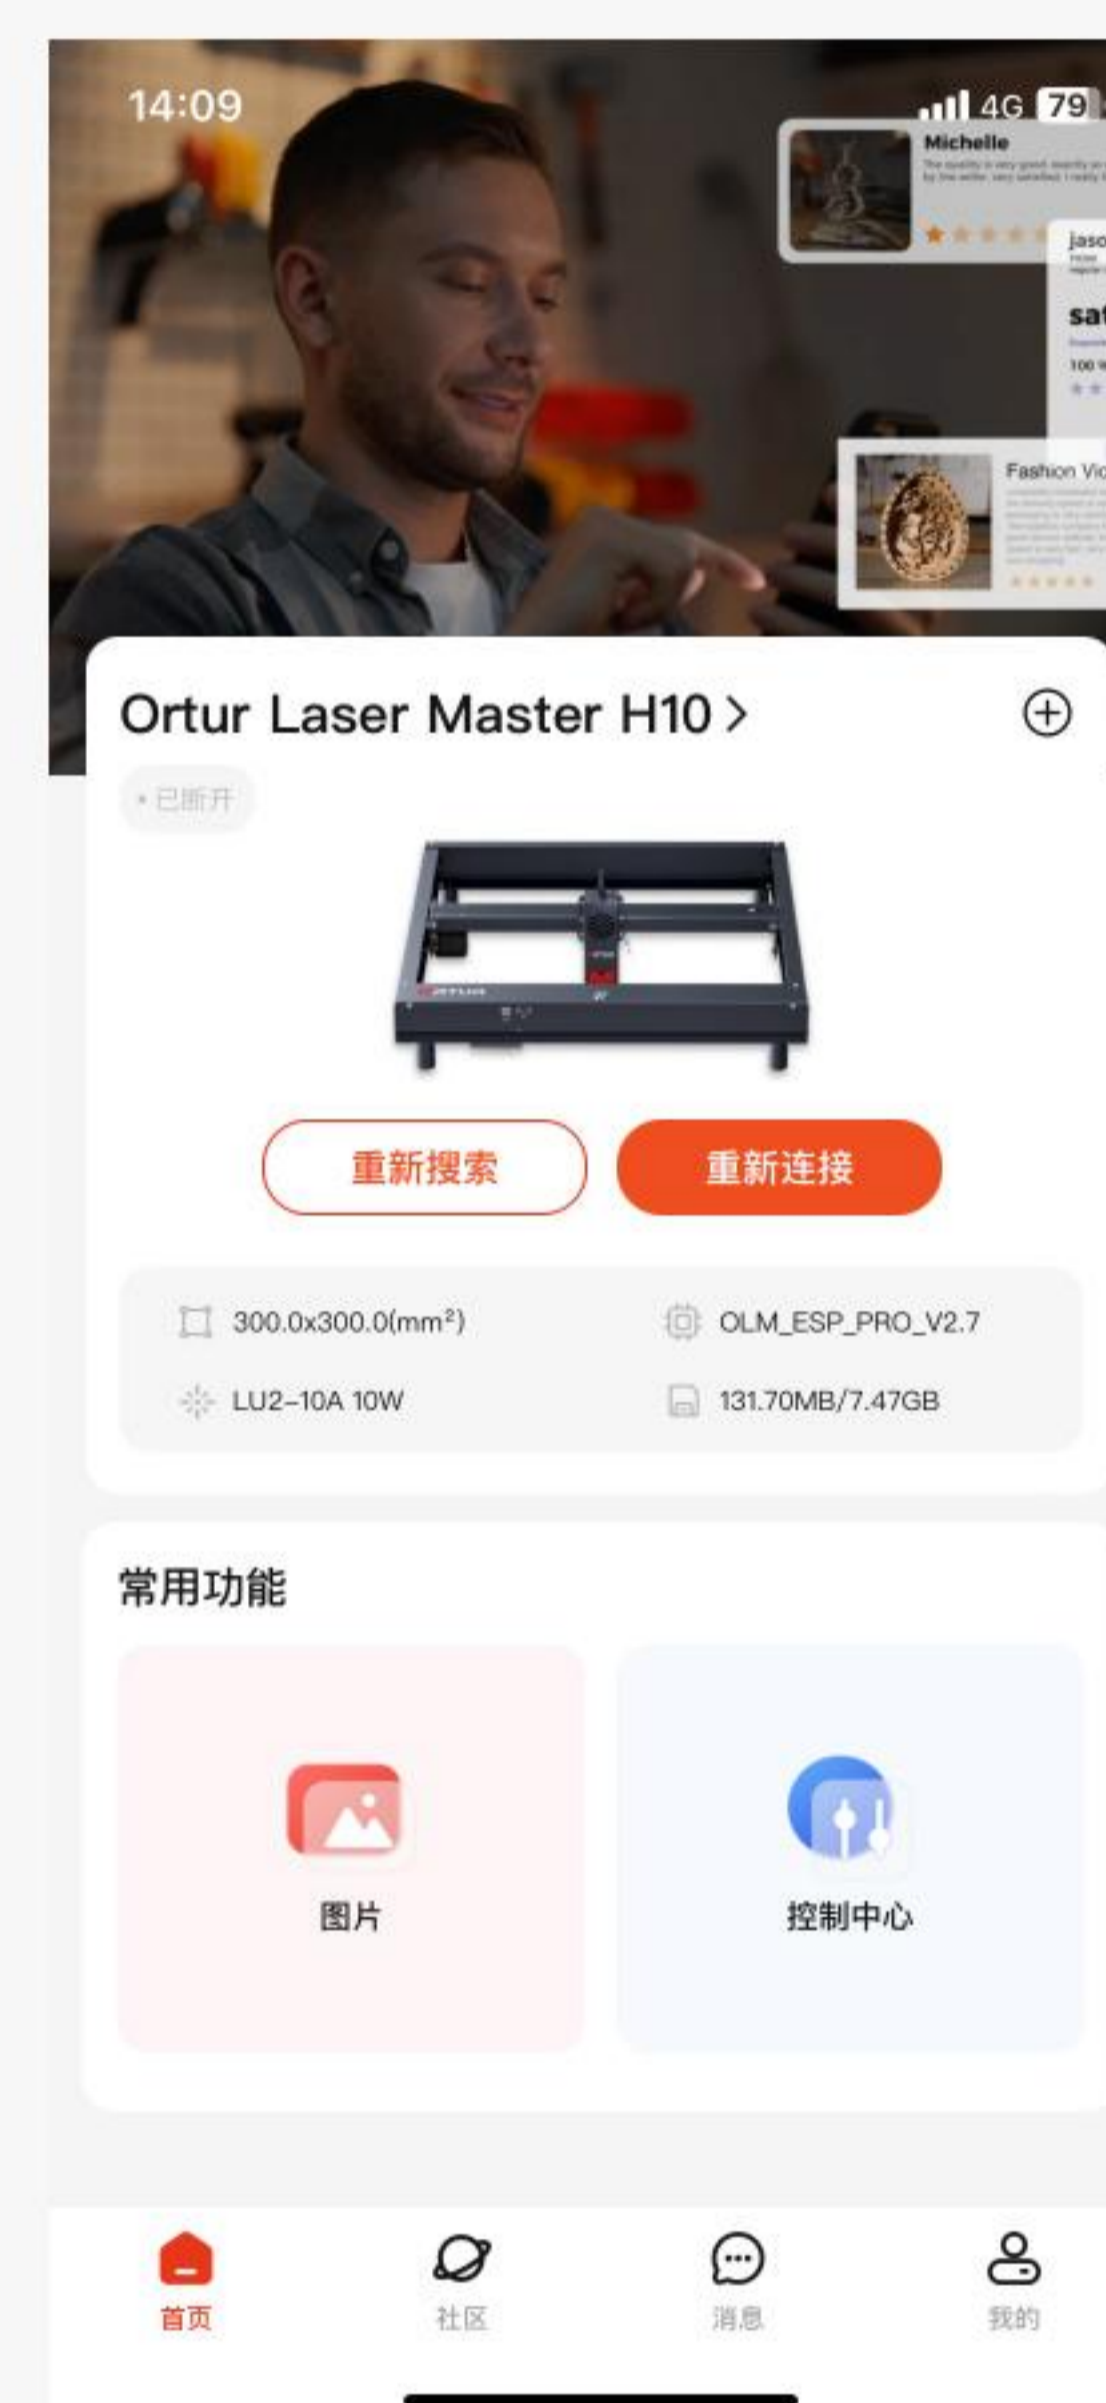 14:09
4G 79
Michelle
Fashion Vic
100 %
Ortur Laser Master H10
已断开
重新搜索
重新连接
300.0x300.0(mm²)
OLM_ESP_PRO_V2.7
LU2-10A 10W
131.70MB/7.47GB
常用功能
图片
控制中心
首页
社区
消息
我的